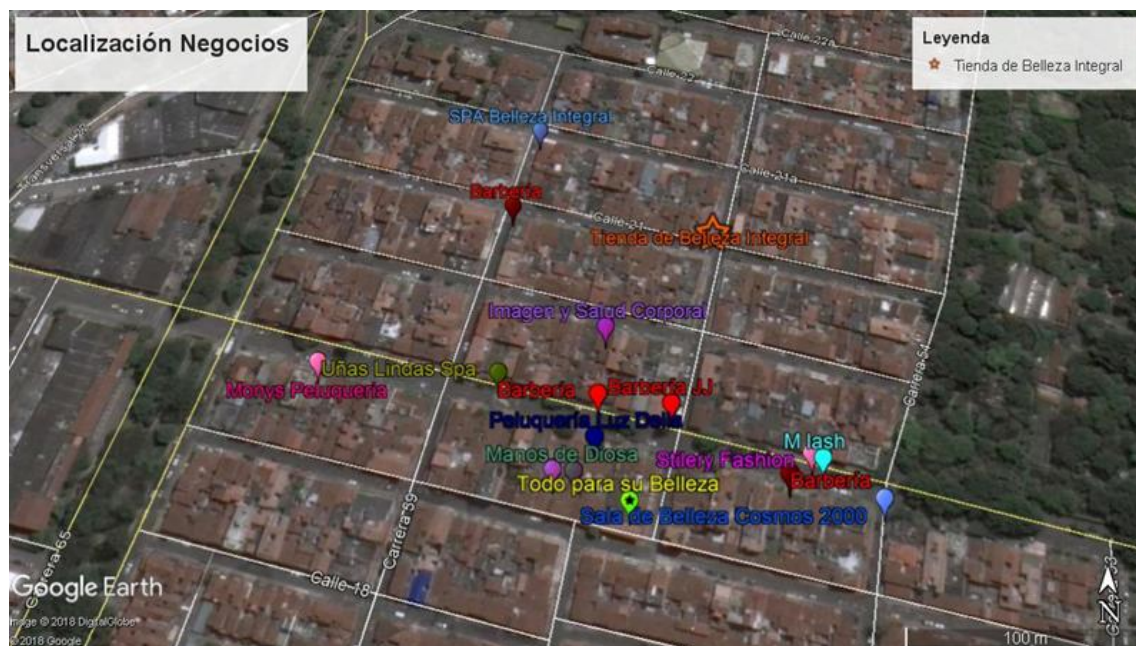 Localización Negocios
Leyenda
Tienda de Belleza Integral
Calle 22a
Calle 22
Transversal
SPA Belleza Integral
Calle 21a
Barbería
Calle 21
Tienda de Belleza Integral
Imagen y Salud Corporal
Uñas Lindas Spa
Monys Peluquería
Barbería
Barbería JJ
Carrera 54
Peluquería Luz Delia
M lash
Manos de Diosa
Stilery Fashion
Todo para su Belleza
Barbería
Sala de Belleza Cosmos 2000
Carrera 59
Carrera 65
Calle 18
Google Earth
Image © 2018 DigitalGlobe
© 2018 Google
N
100 m